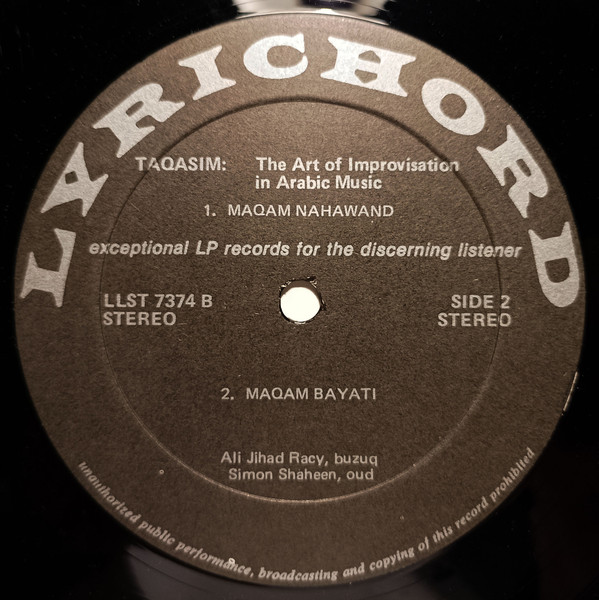 LYRICHORD
TAQASIM: The Art of Improvisation
in Arabic Music
1. MAQAM NAHAWAND
exceptional LP records for the discerning listener
LLST 7374 B
STEREO
SIDE 2
STEREO
2. MAQAM BAYATI
Ali Jihad Racy, buzuq
Simon Shaheen, oud
unauthorized public performance, broadcasting and copying of this record prohibited